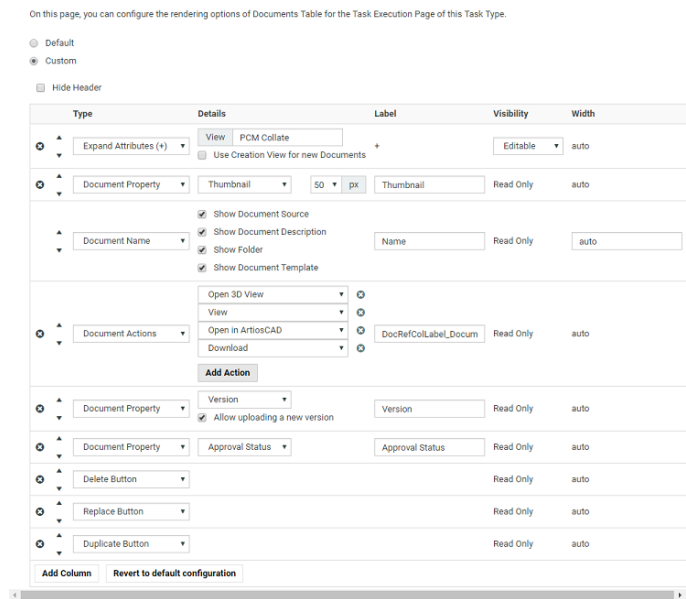 On this page, you can configure the rendering options of Documents Table for the Task Execution Page of this Task Type.
Default
Custom
Hide Header
Type Details Label Visibility Width
Expand Attributes (+) View PCM Collate + Editable auto
Use Creation View for new Documents
Document Property Thumbnail 50 px Thumbnail Read Only auto
Show Document Source
Show Document Description
Document Name Name Read Only auto
Show Folder
Show Document Template
Open 3D View
View
Document Actions Open in ArtiosCAD DocRefColLabel_Docum Read Only auto
Download
Add Action
Version
Document Property Version Read Only auto
Allow uploading a new version
Document Property Approval Status Approval Status Read Only auto
Delete Button Read Only auto
Replace Button Read Only auto
Duplicate Button Read Only auto
Add Column Revert to default configuration